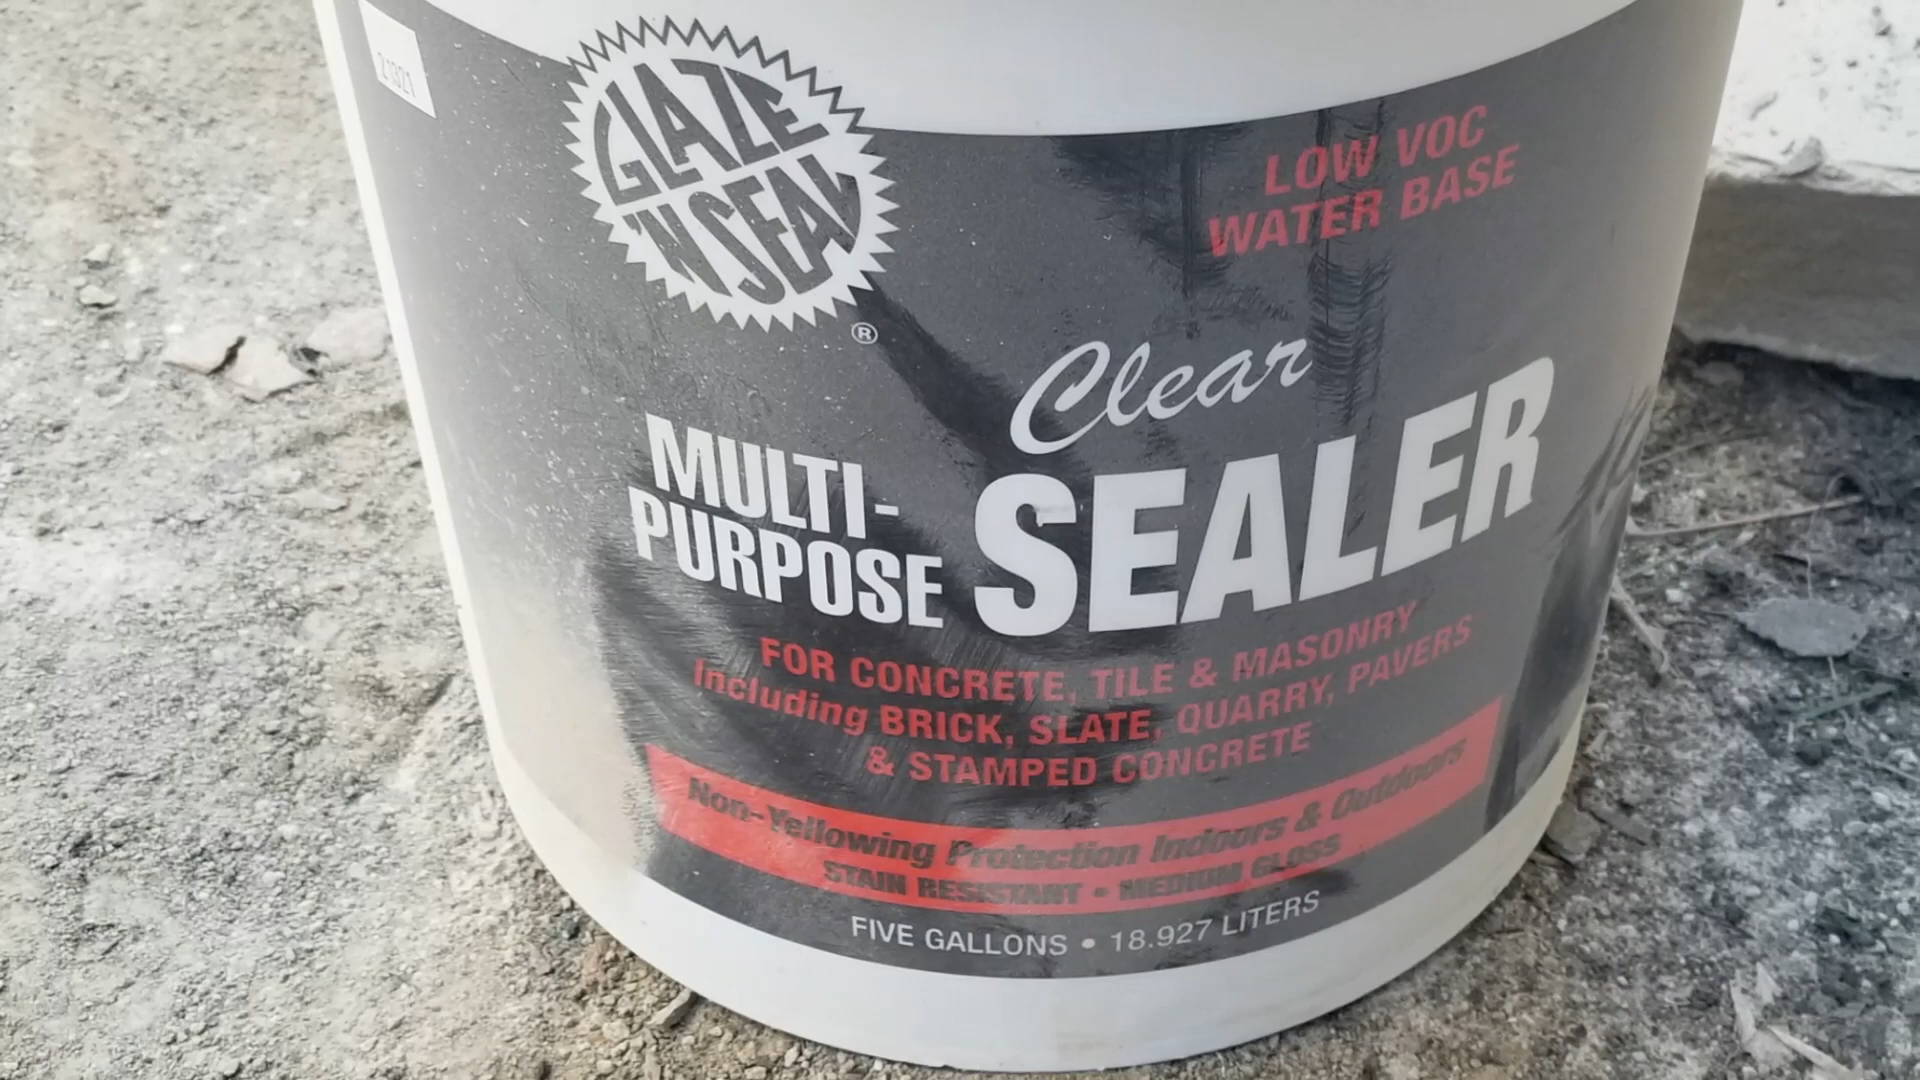 21321
GLAZE
'N SEAL
®
LOW VOC
WATER BASE
Clear
MULTI-
PURPOSE
SEALER
FOR CONCRETE, TILE & MASONRY
Including BRICK, SLATE, QUARRY, PAVERS
& STAMPED CONCRETE
Non-Yellowing Protection Indoors & Outdoors
STAIN RESISTANT • MEDIUM GLOSS
FIVE GALLONS • 18.927 LITERS